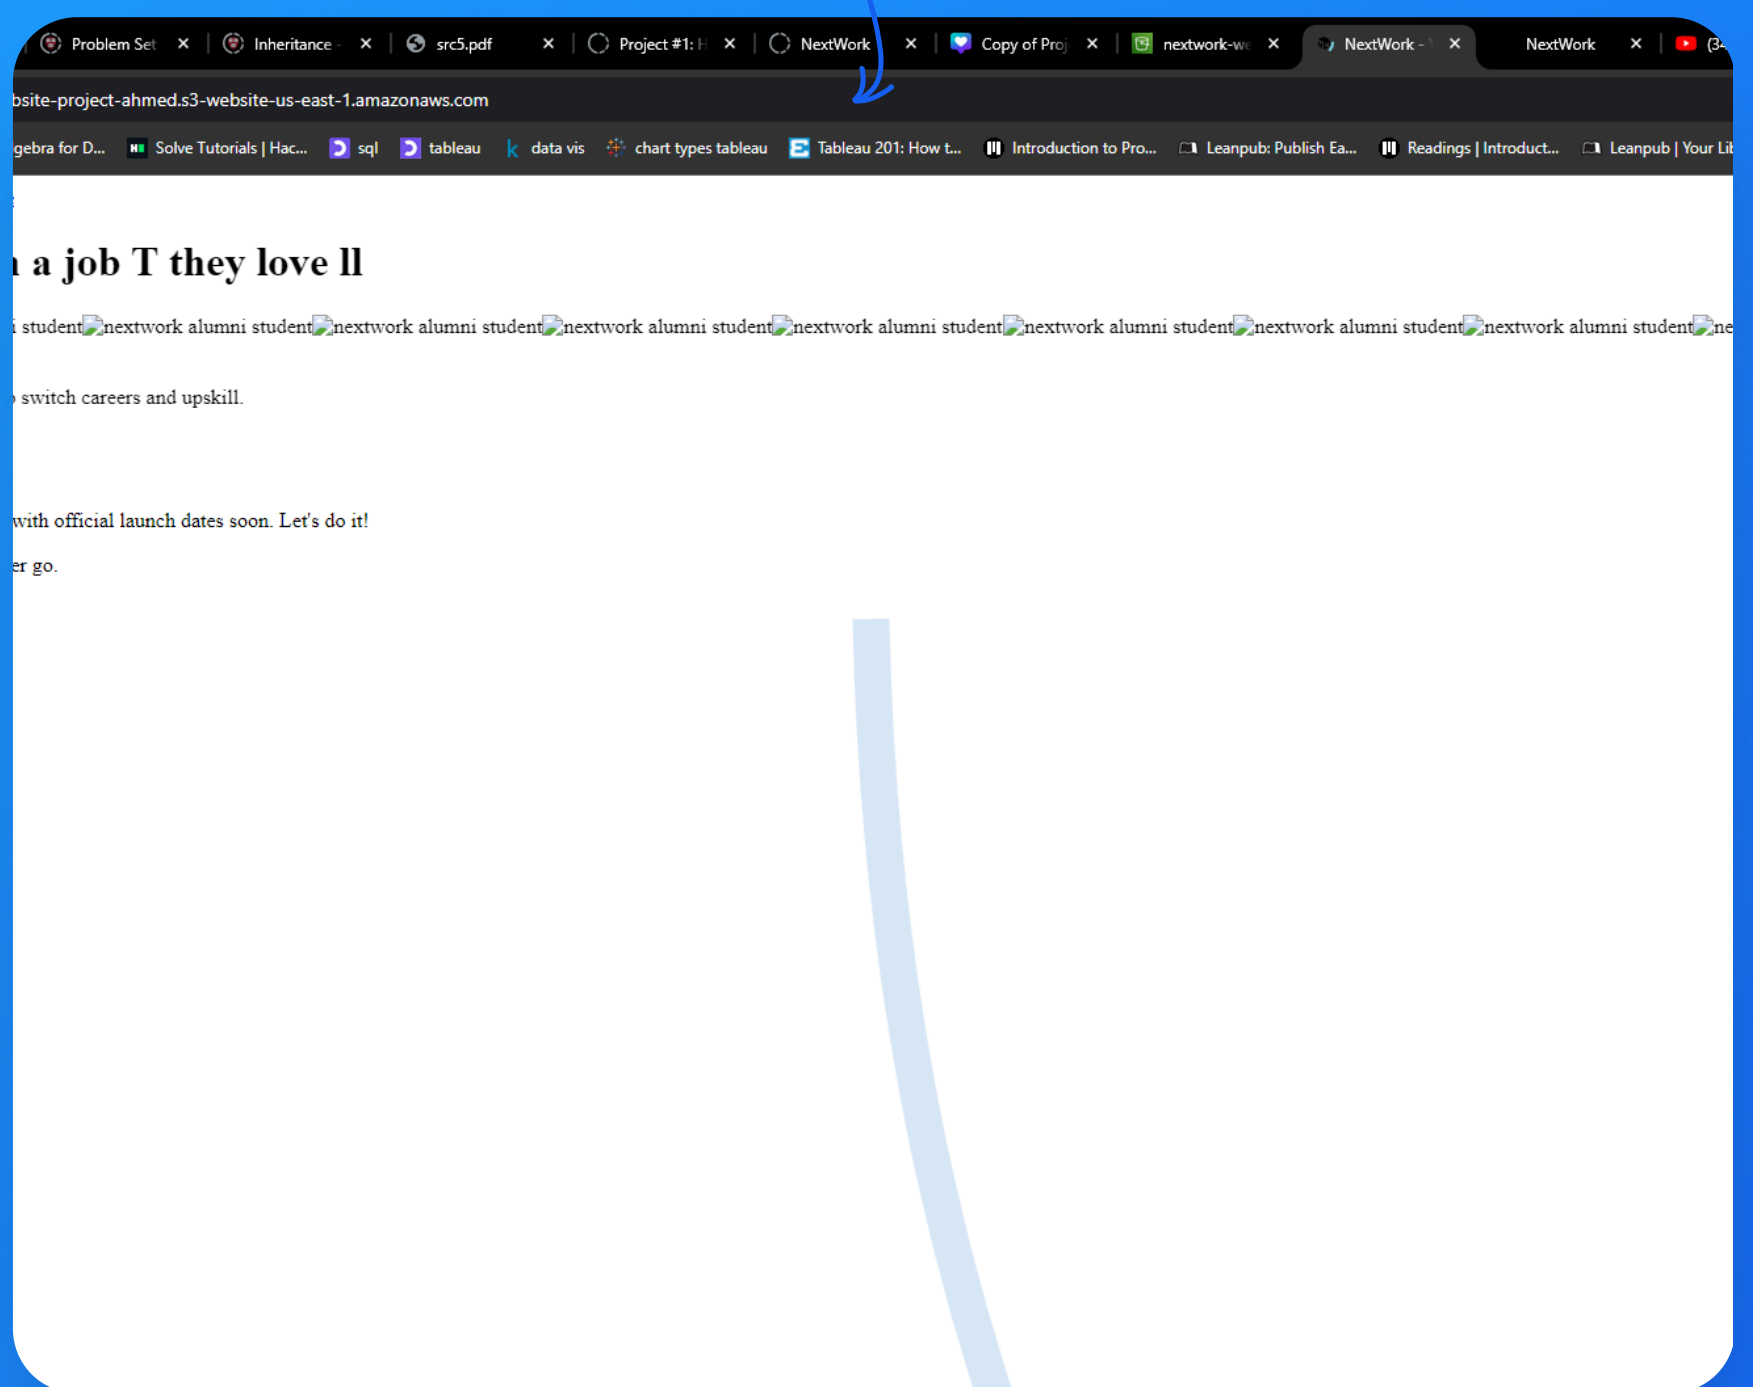 Problem Set
Inheritance -
src5.pdf
Project #1: H
NextWork
Copy of Proj
nextwork-we
NextWork -
NextWork
(34
bsite-project-ahmed.s3-website-us-east-1.amazonaws.com
gebra for D...
Solve Tutorials | Hac...
sql
tableau
data vis
chart types tableau
Tableau 201: How t...
Introduction to Pro...
Leanpub: Publish Ea...
Readings | Introduct...
Leanpub | Your Lib
a job T they love ll
i student nextwork alumni student nextwork alumni student nextwork alumni student nextwork alumni student nextwork alumni student nextwork alumni student nextwork alumni student ne
switch careers and upskill.
with official launch dates soon. Let's do it!
er go.